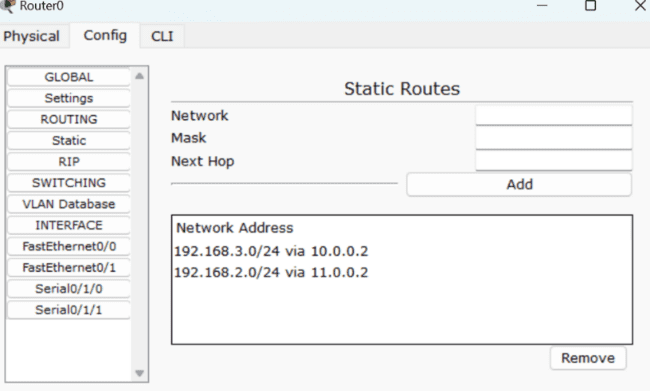 Router0
Physical Config CLI
GLOBAL
Settings
ROUTING
Static
RIP
SWITCHING
VLAN Database
INTERFACE
FastEthernet0/0
FastEthernet0/1
Serial0/1/0
Serial0/1/1
Static Routes
Network
Mask
Next Hop
Add
Network Address
192.168.3.0/24 via 10.0.0.2
192.168.2.0/24 via 11.0.0.2
Remove